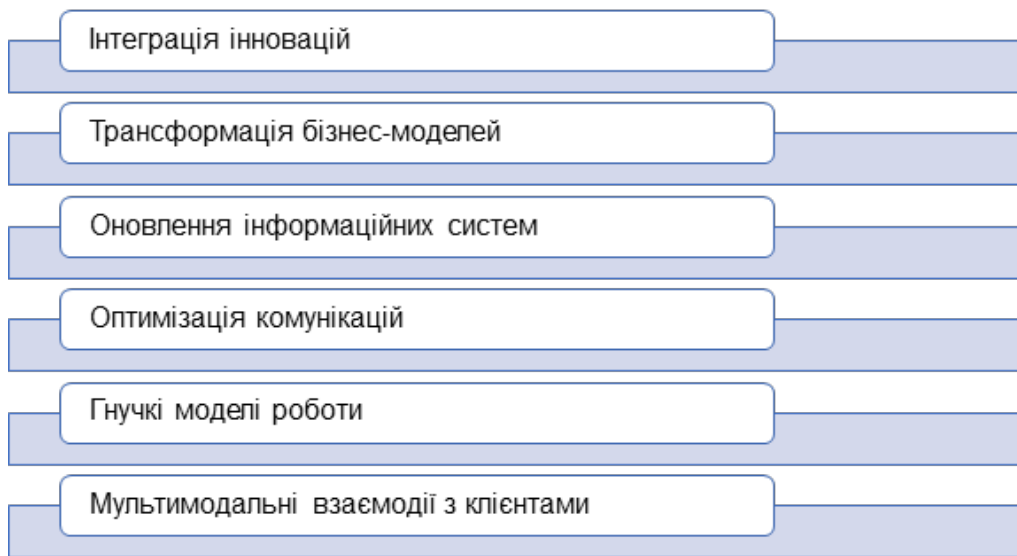 Інтеграція інновацій
Трансформація бізнес-моделей
Оновлення інформаційних систем
Оптимізація комунікацій
Гнучкі моделі роботи
Мультимодальні взаємодії з клієнтами